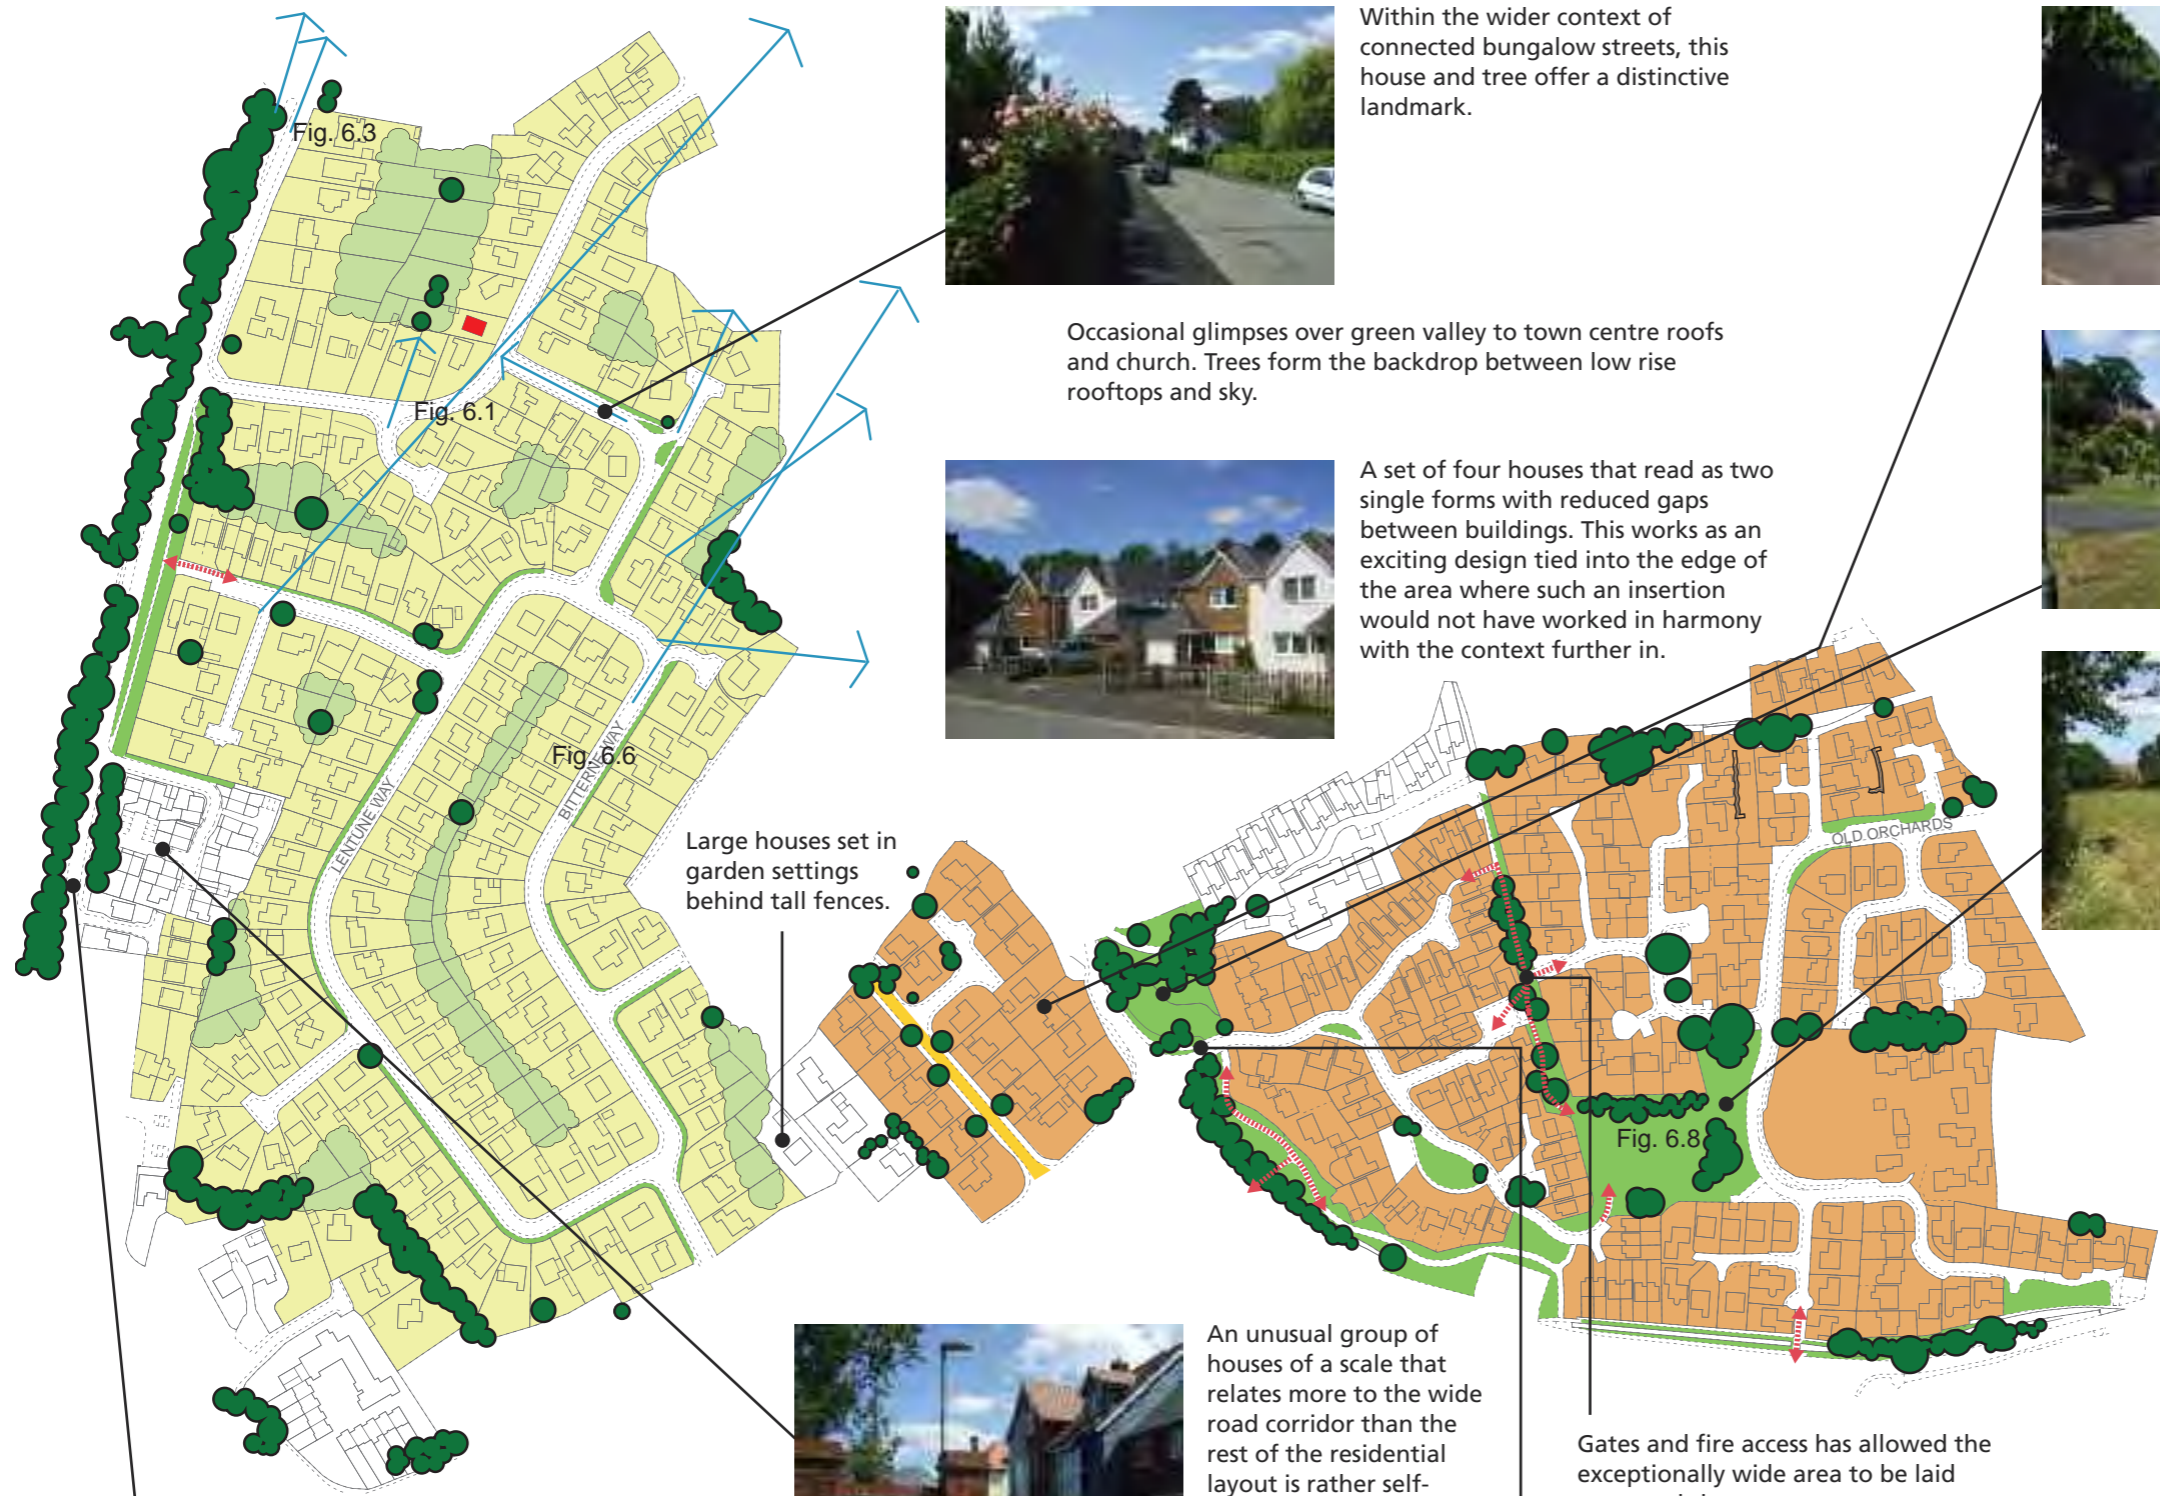 Within the wider context of
connected bungalow streets, this
house and tree offer a distinctive
landmark.
Fig. 6.3
Occasional glimpses over green valley to town centre roofs
and church. Trees form the backdrop between low rise
rooftops and sky.
Fig. 6.1
A set of four houses that read as two
single forms with reduced gaps
between buildings. This works as an
exciting design tied into the edge of
the area where such an insertion
would not have worked in harmony
with the context further in.
Fig. 6.6
BITTERNE WAY
LENTUNE WAY
Large houses set in
garden settings
behind tall fences.
OLD ORCHARDS
Fig. 6.8
An unusual group of
houses of a scale that
relates more to the wide
road corridor than the
rest of the residential
layout is rather self-
Gates and fire access has allowed the
exceptionally wide area to be laid